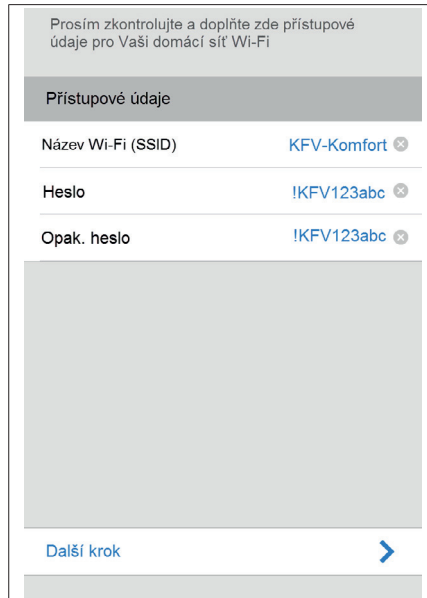 Prosím zkontrolujte a doplňte zde přístupové
údaje pro Vaši domácí síť Wi-Fi
Přístupové údaje
Název Wi-Fi (SSID) KFV-Komfort
Heslo !KFV123abc
Opak. heslo !KFV123abc
Další krok